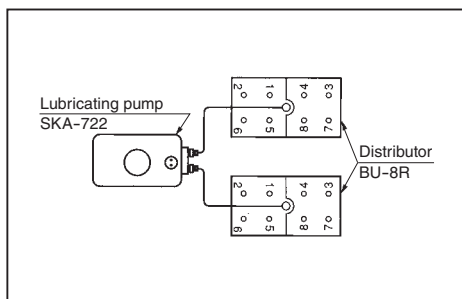 Lubricating pump
SKA-722
2 1 4 3
6 5 8 7
Distributor
BU-8R
2 1 4 3
6 5 8 7